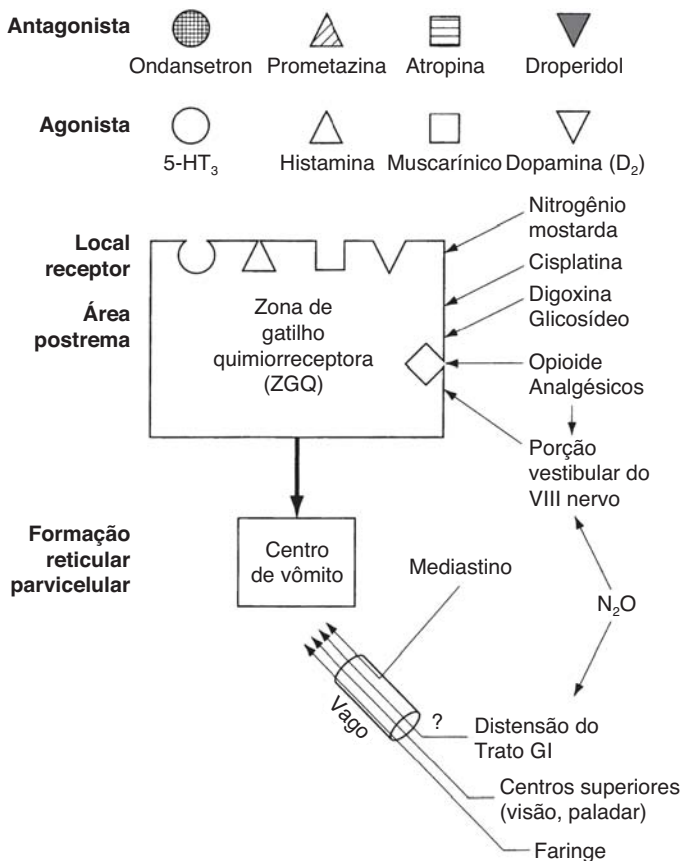 Antagonista
Ondansetron Prometazina Atropina Droperidol
Agonista
5-HT3 Histamina Muscarínico Dopamina (D2)
Local
receptor
Área
postrema
Zona de
gatilho
quimiorreceptora
(ZGQ)
Nitrogênio
mostarda
Cisplatina
Digoxina
Glicosídeo
Opioide
Analgésicos
Porção
vestibular do
VIII nervo
Formação
reticular
parvicelular
Centro
de vômito
Mediastino
N2O
Vago
?
Distensão do
Trato GI
Centros superiores
(visão, paladar)
Faringe